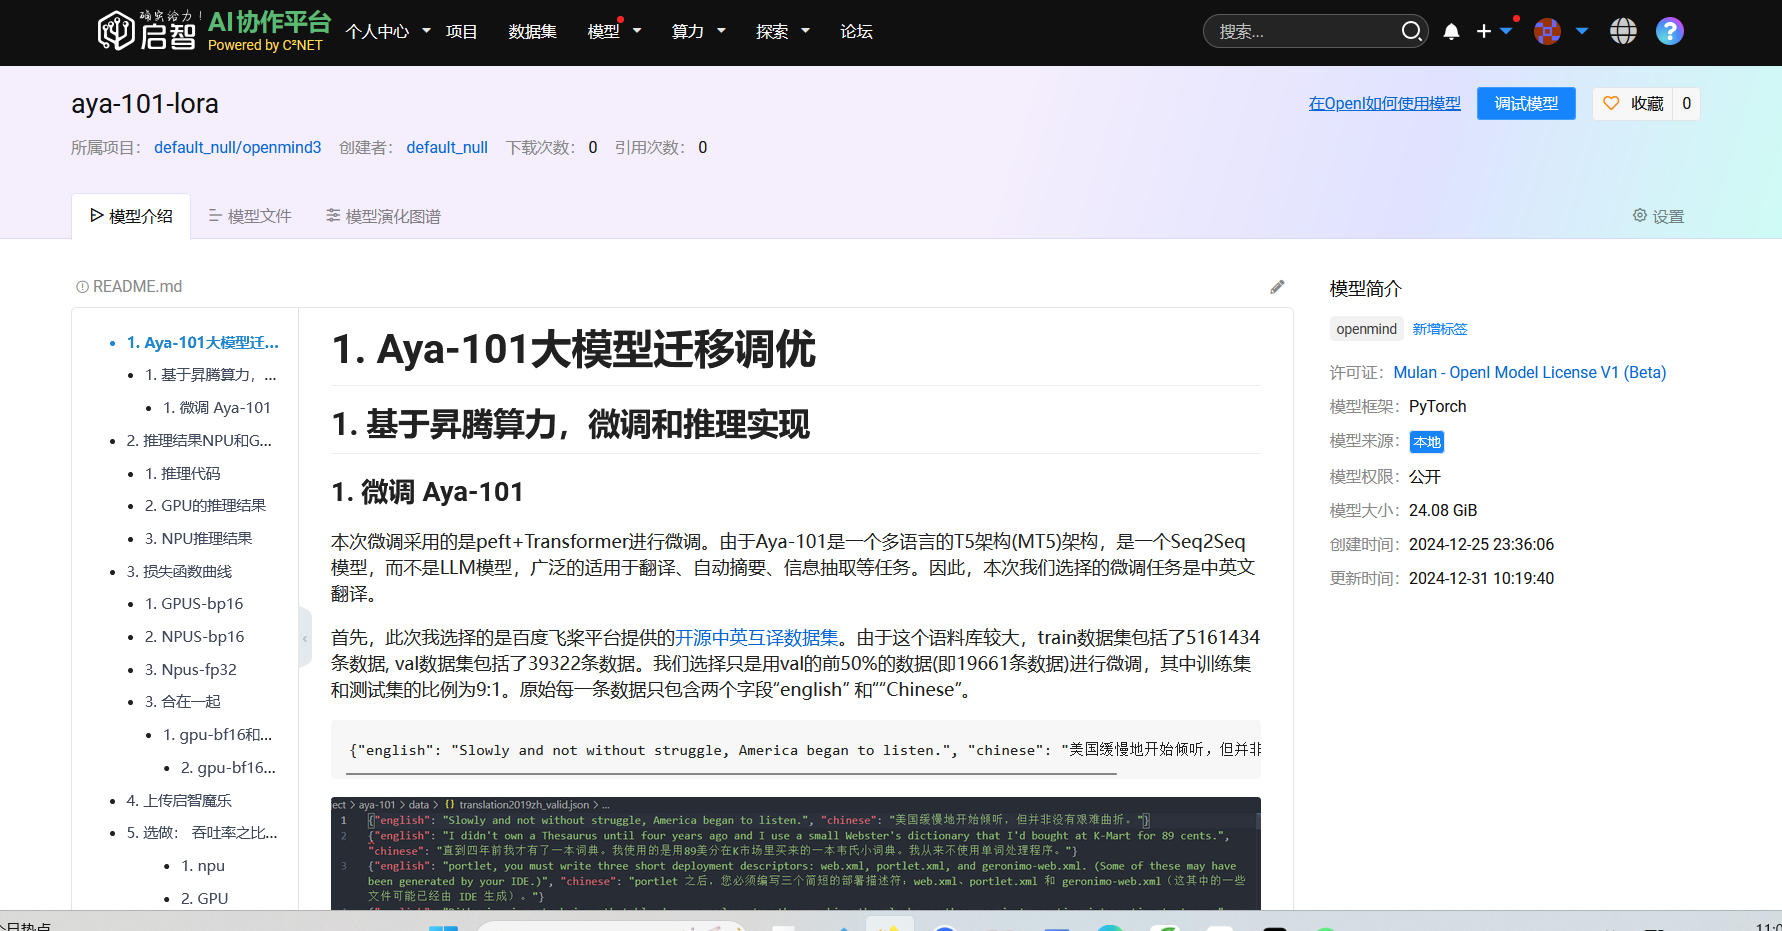 确实给力!
启智
AI协作平台
Powered by C²NET
个人中心 项目 数据集 模型 算力 探索 论坛
搜索...
aya-101-lora
在OpenI如何使用模型
调试模型
收藏 0
所属项目： default_null/openmind3 创建者： default_null 下载次数： 0 引用次数： 0
模型介绍 模型文件 模型演化图谱
设置
README.md
1. Aya-101大模型迁...
1. 基于昇腾算力，...
1. 微调 Aya-101
2. 推理结果NPU和G...
1. 推理代码
2. GPU的推理结果
3. NPU推理结果
3. 损失函数曲线
1. GPUS-bp16
2. NPUS-bp16
3. Npus-fp32
3. 合在一起
1. gpu-bf16和...
2. gpu-bf16...
4. 上传启智魔乐
5. 选做： 吞吐率之比...
1. npu
2. GPU
1. Aya-101大模型迁移调优
1. 基于昇腾算力，微调和推理实现
1. 微调 Aya-101
本次微调采用的是peft+Transformer进行微调。由于Aya-101是一个多语言的T5架构(MT5)架构，是一个Seq2Seq
模型，而不是LLM模型，广泛的适用于翻译、自动摘要、信息抽取等任务。因此，本次我们选择的微调任务是中英文
翻译。
首先，此次我选择的是百度飞桨平台提供的开源中英互译数据集。由于这个语料库较大，train数据集包括了5161434
条数据, val数据集包括了39322条数据。我们选择只是用val的前50%的数据(即19661条数据)进行微调，其中训练集
和测试集的比例为9:1。原始每一条数据只包含两个字段“english” 和““Chinese”。
{"english": "Slowly and not without struggle, America began to listen.", "chinese": "美国缓慢地开始倾听，但并非
ect > aya-101 > data > {} translation2019zh_valid.json > ...
1 {"english": "Slowly and not without struggle, America began to listen.", "chinese": "美国缓慢地开始倾听，但并非没有艰难曲折。"}
2 {"english": "I didn't own a Thesaurus until four years ago and I use a small Webster's dictionary that I'd bought at K-Mart for 89 cents.",
"chinese": "直到四年前我才有了一本词典。我使用的是用89美分在K市场里买来的一本韦氏小词典。我从来不使用单词处理程序。"}
3 {"english": "portlet, you must write three short deployment descriptors: web.xml, portlet.xml, and geronimo-web.xml. (Some of these may have
been generated by your IDE.)", "chinese": "portlet 之后，您必须编写三个简短的部署描述符：web.xml、portlet.xml 和 geronimo-web.xml（这其中的一些
文件可能已经由 IDE 生成）。"}
模型简介
openmind 新增标签
许可证： Mulan - OpenI Model License V1 (Beta)
模型框架： PyTorch
模型来源： 本地
模型权限： 公开
模型大小： 24.08 GiB
创建时间： 2024-12-25 23:36:06
更新时间： 2024-12-31 10:19:40